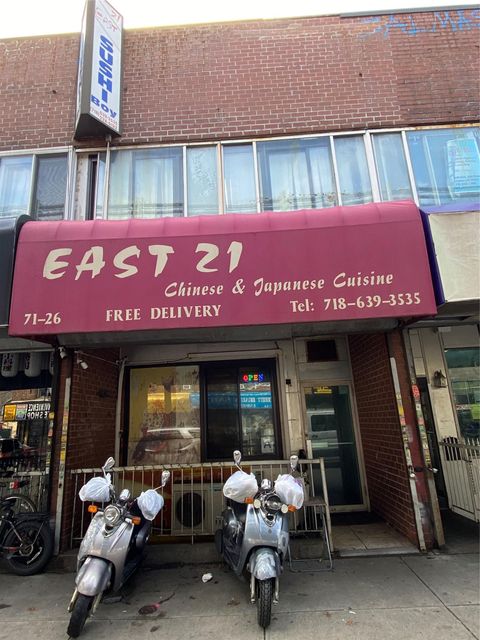 SUSHI
BOY
EAST 21
Chinese & Japanese Cuisine
71-26
FREE DELIVERY
Tel: 718-639-3535
OPEN